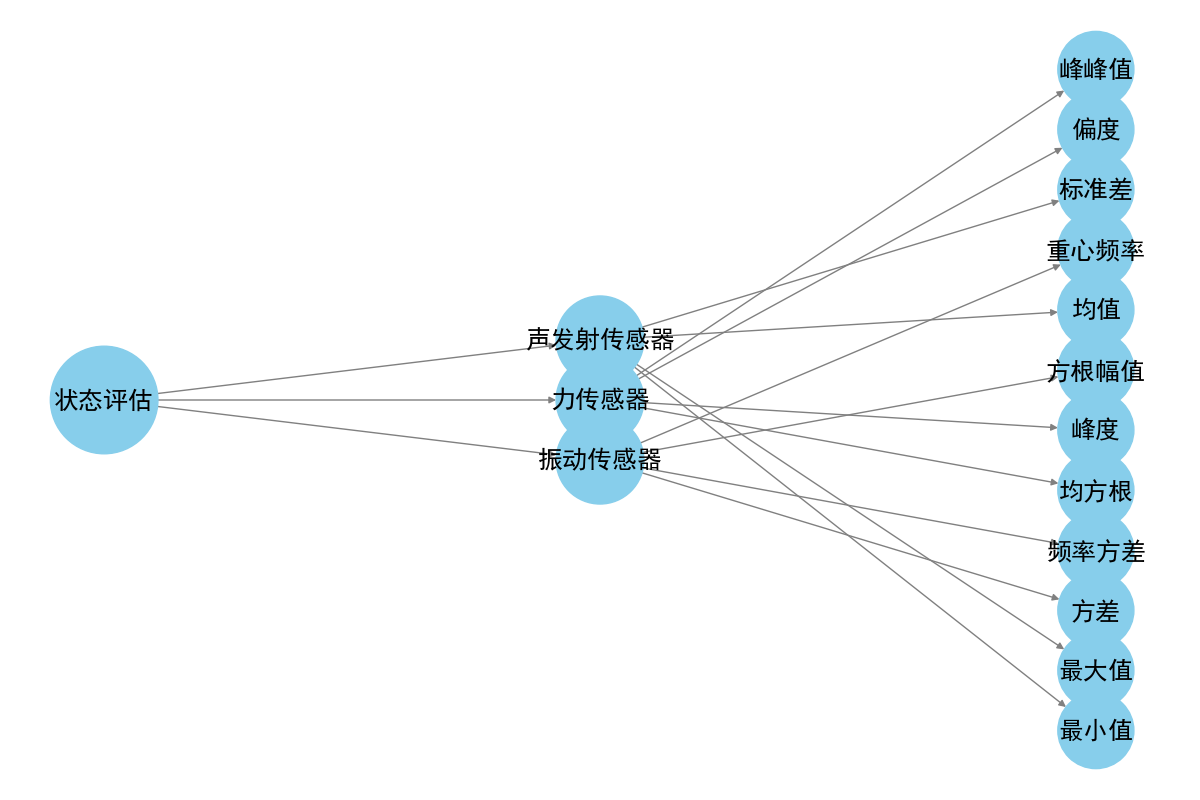 状态评估
声发射传感器
力传感器
振动传感器
峰峰值
偏度
标准差
重心频率
均值
方根幅值
峰度
均方根
频率方差
方差
最大值
最小值